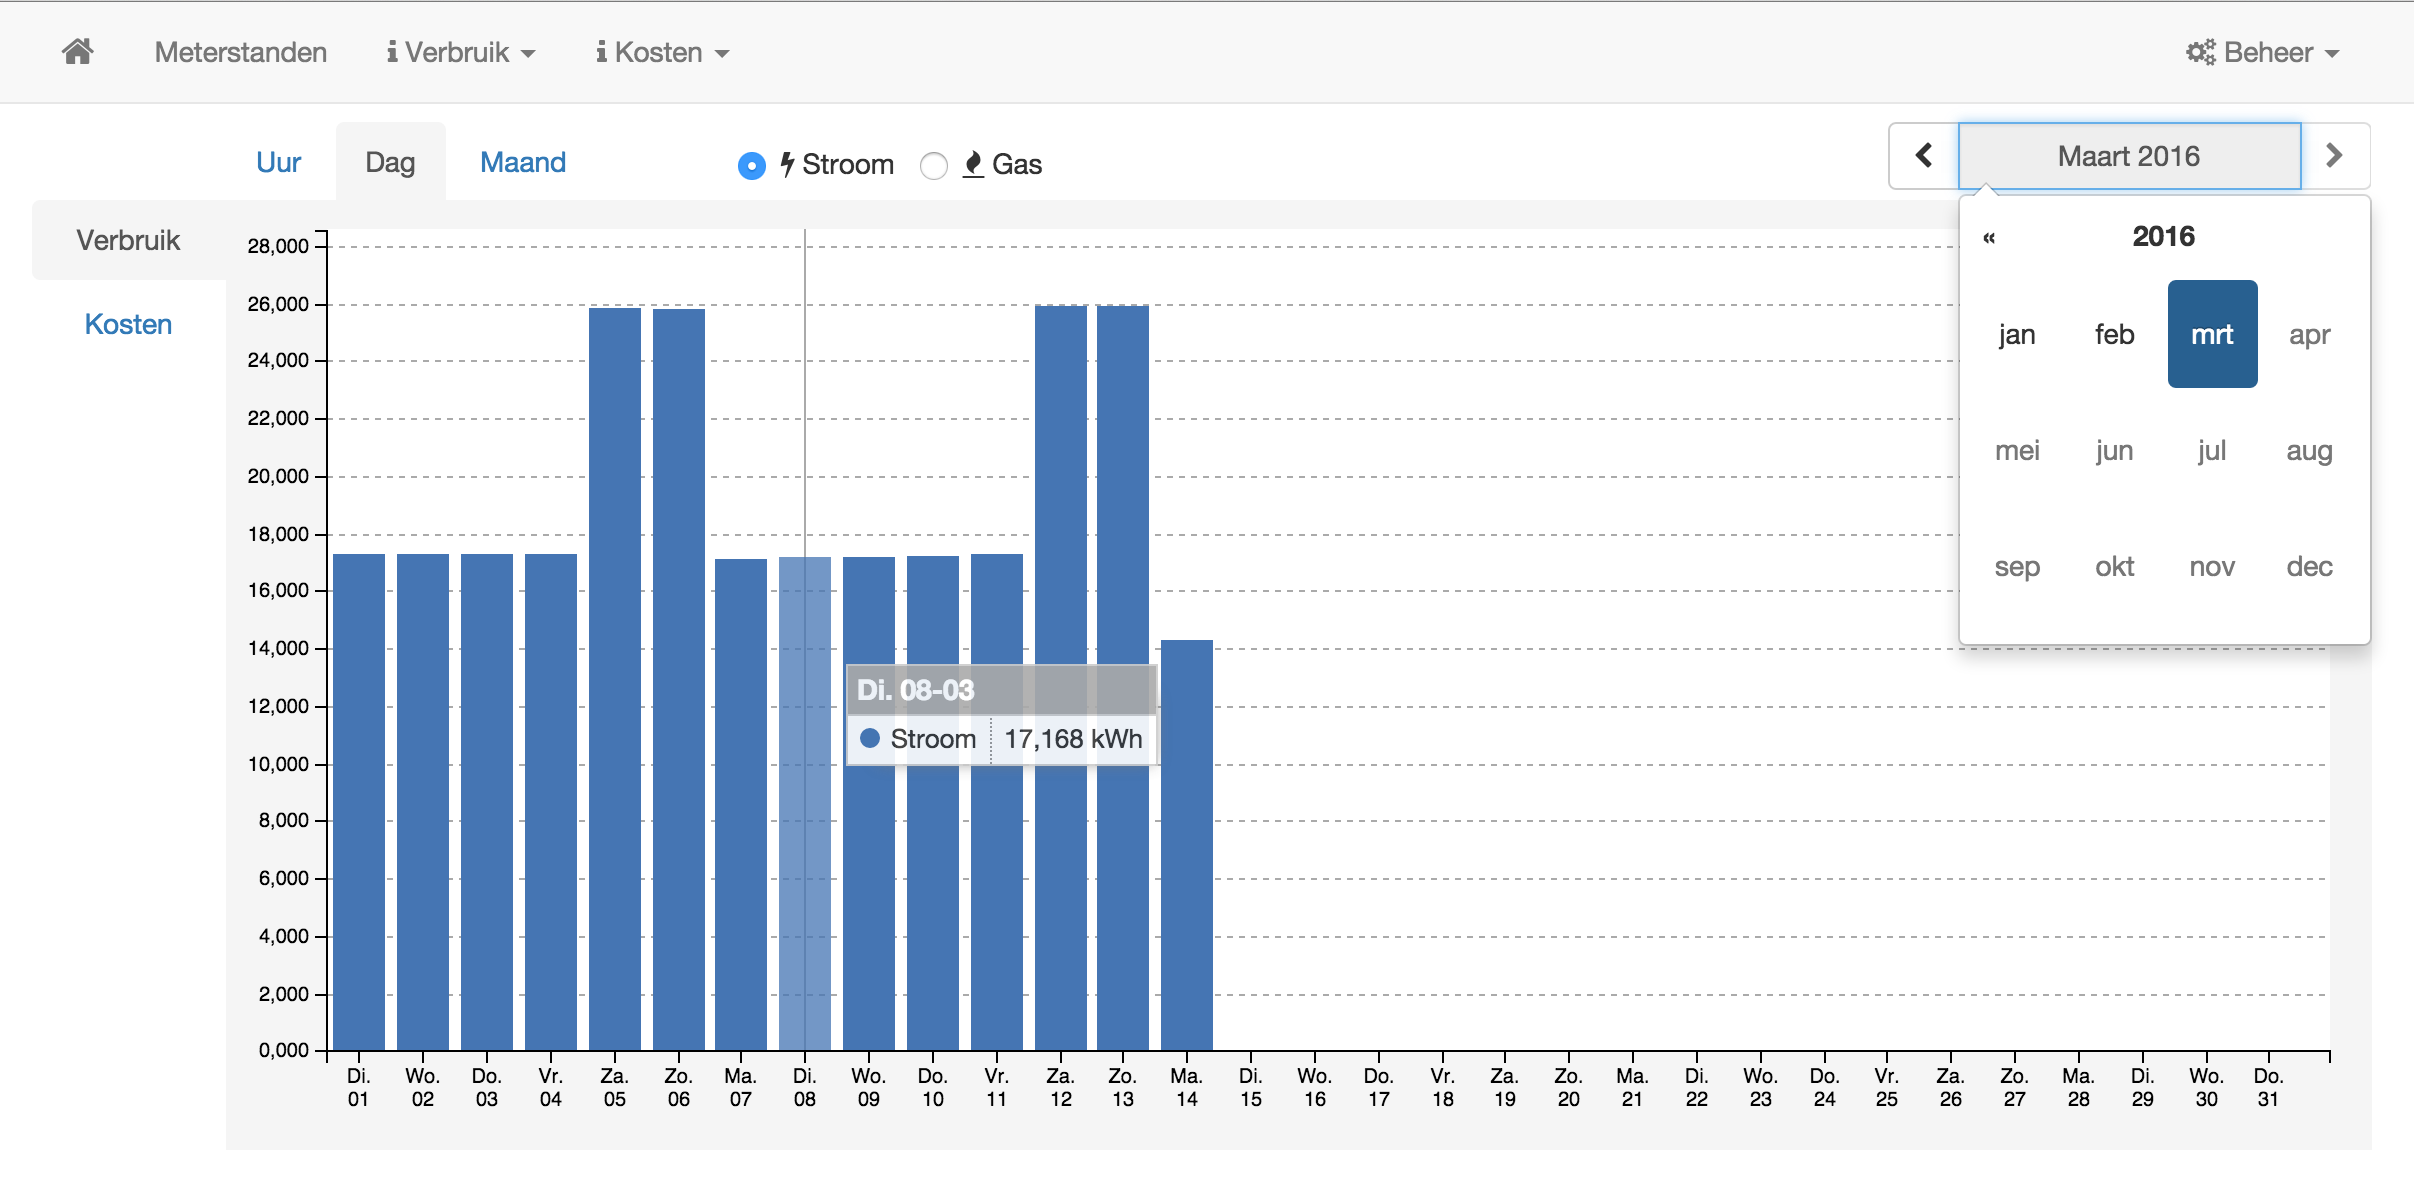 Meterstanden Verbruik Kosten Beheer
Uur Dag Maand Stroom Gas Maart 2016
Verbruik
Kosten
« 2016
jan feb mrt apr
mei jun jul aug
sep okt nov dec
28,000
26,000
24,000
22,000
20,000
18,000
16,000
14,000
12,000
10,000
8,000
6,000
4,000
2,000
0,000
Di. 08-03
Stroom 17,168 kWh
Di. Wo. Do. Vr. Za. Zo. Ma. Di. Wo. Do. Vr. Za. Zo. Ma. Di. Wo. Do. Vr. Za. Zo. Ma. Di. Wo. Do. Vr. Za. Zo. Ma. Di. Wo. Do.
01 02 03 04 05 06 07 08 09 10 11 12 13 14 15 16 17 18 19 20 21 22 23 24 25 26 27 28 29 30 31